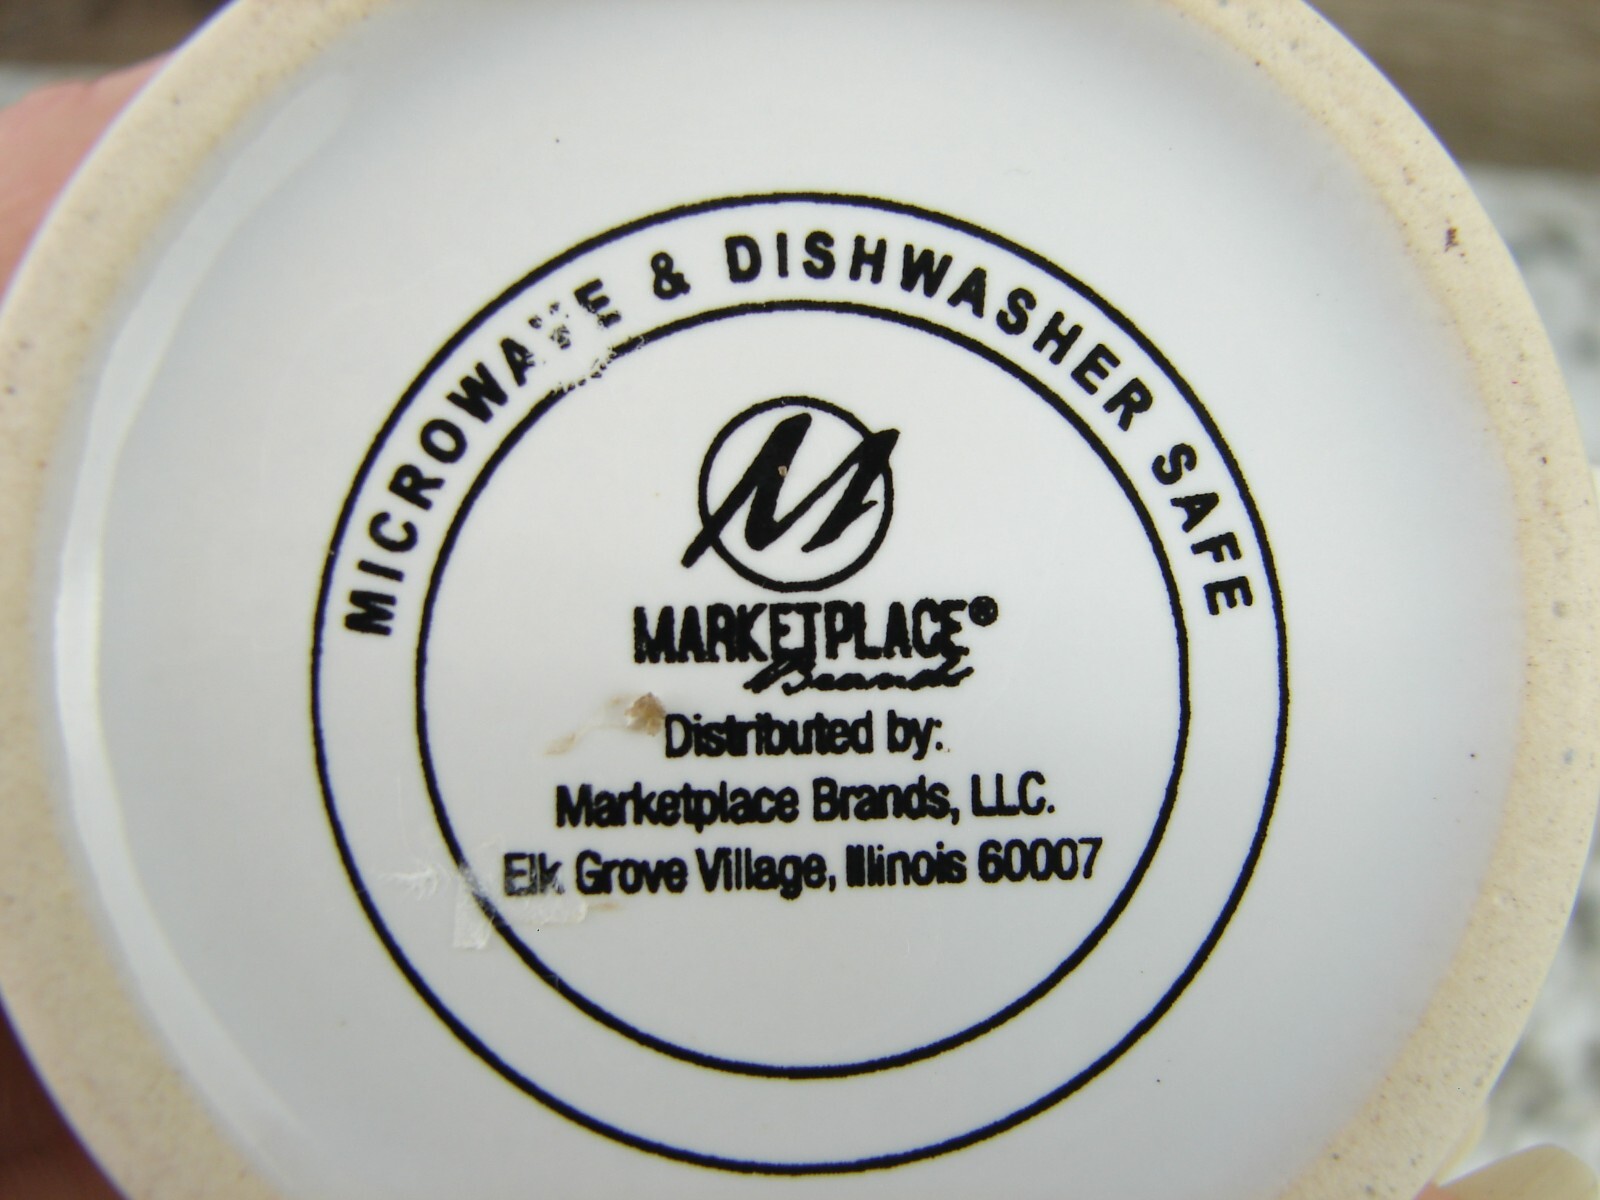 MICROWAVE & DISHWASHER SAFE
M
MARKETPLACE®
Brands
Distributed by:
Marketplace Brands, LLC.
Elk Grove Village, Illinois 60007